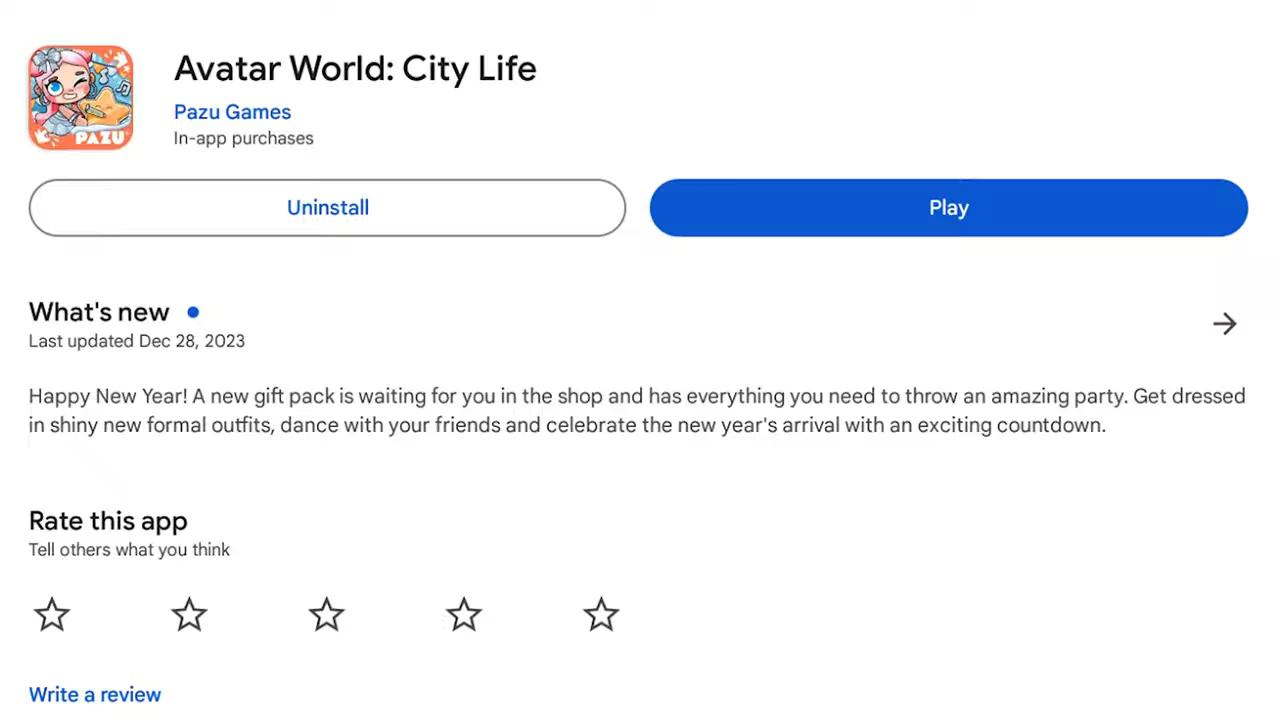 Avatar World: City Life
PAZU
Pazu Games
In-app purchases
Uninstall
Play
What's new
Last updated Dec 28, 2023
Happy New Year! A new gift pack is waiting for you in the shop and has everything you need to throw an amazing party. Get dressed
in shiny new formal outfits, dance with your friends and celebrate the new year's arrival with an exciting countdown.
Rate this app
Tell others what you think
Write a review